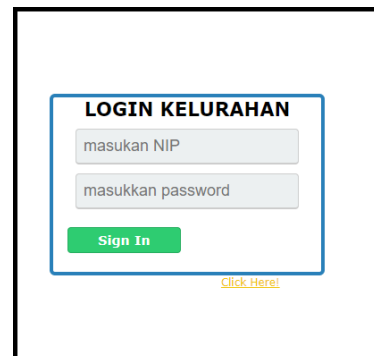 LOGIN KELURAHAN
masukan NIP
masukkan password
Sign In
Click Here!